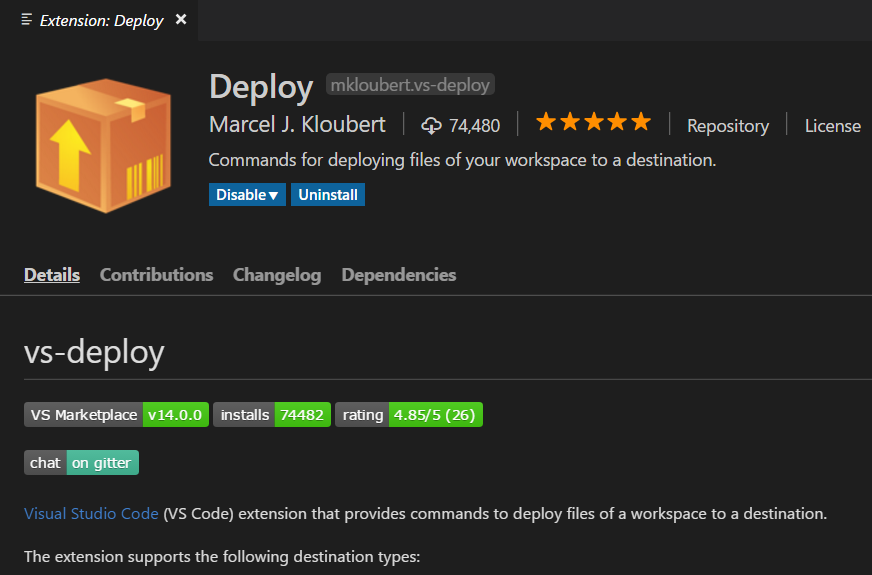 Extension: Deploy
Deploy mkloubert.vs-deploy
Marcel J. Kloubert 74,480 Repository License
Commands for deploying files of your workspace to a destination.
Disable Uninstall
Details Contributions Changelog Dependencies
vs-deploy
VS Marketplace v14.0.0 installs 74482 rating 4.85/5 (26)
chat on gitter
Visual Studio Code (VS Code) extension that provides commands to deploy files of a workspace to a destination.
The extension supports the following destination types: